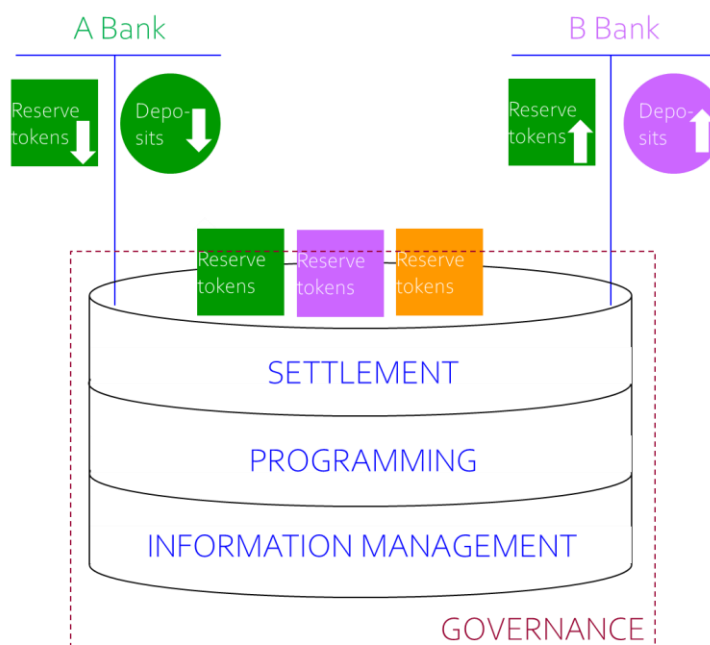 A Bank
B Bank
Reserve
tokens
Depo-
sits
Reserve
tokens
Depo-
sits
Reserve
tokens
Reserve
tokens
Reserve
tokens
SETTLEMENT
PROGRAMMING
INFORMATION MANAGEMENT
GOVERNANCE